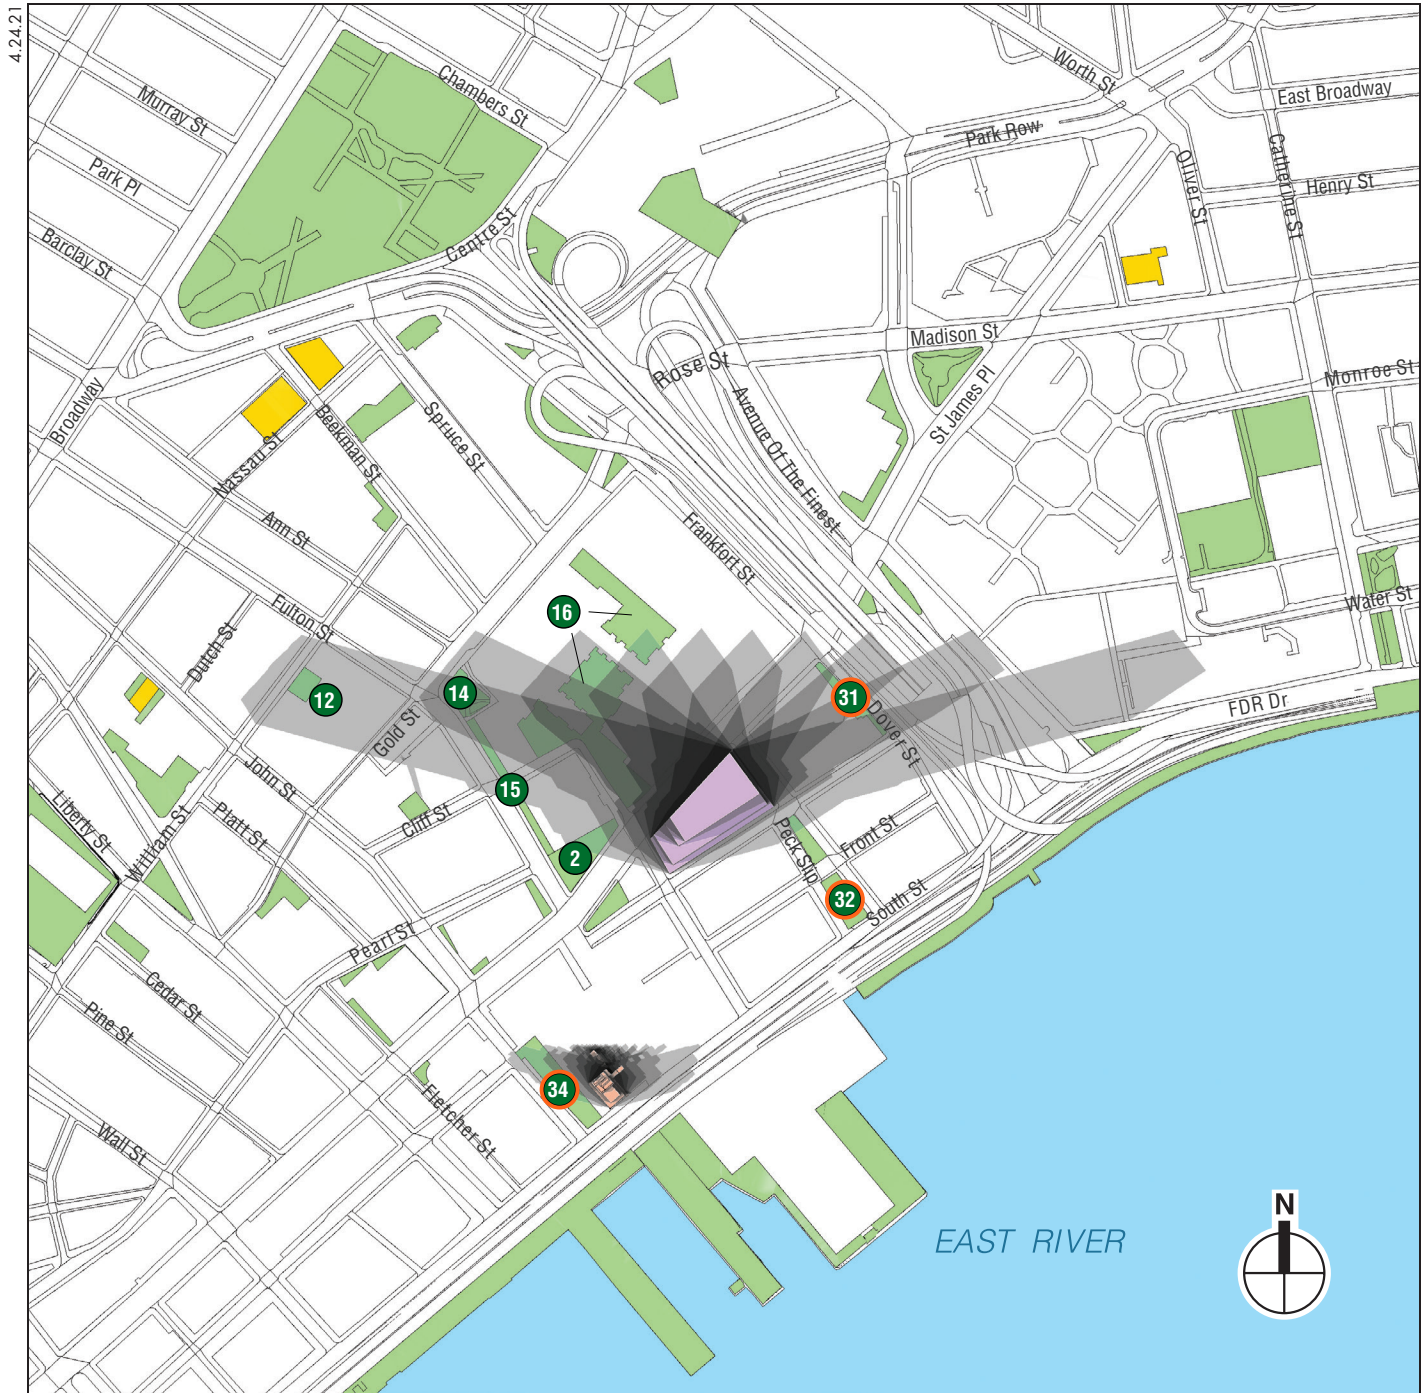 4.24.21
Worth St
Chambers St
East Broadway
Murray St
Park Row
Catherine St
Oliver St
Park Pl
Henry St
Centre St
Barclay St
Madison St
Rose St
Monroe St
Broadway
St James Pl
Avenue Of The Finest
Beekman St
Spruce St
Nassau St
Ann St
Frankfort St
Fulton St
16
Water St
Dutch St
12
14
31
FDR Dr
Gold St
Dover St
John St
15
Liberty St
Platt St
Cliff St
William St
Front St
Peck Slip
2
32
South St
Pearl St
Cedar St
Pine St
34
Fletcher St
Wall St
N
EAST RIVER